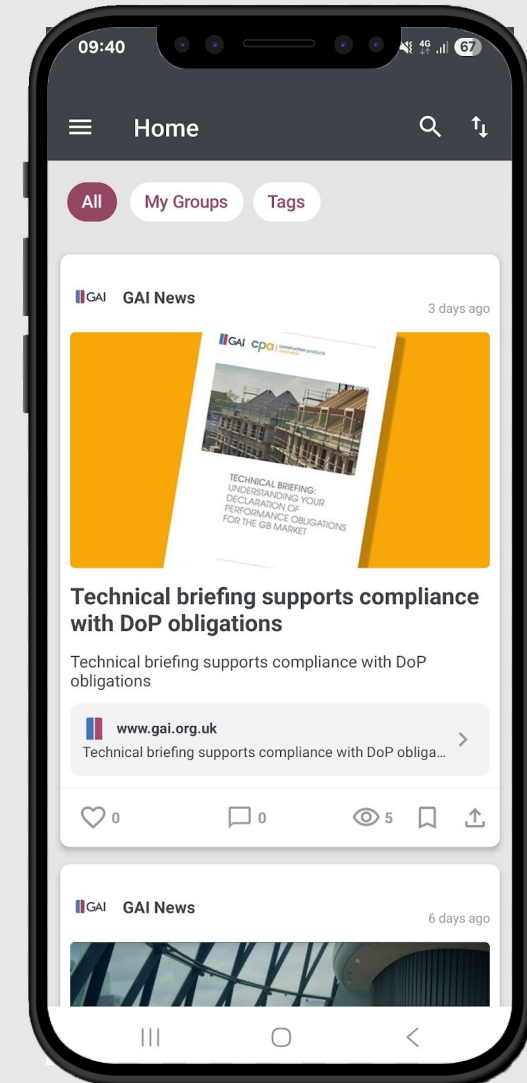 09:40
4G
67
Home
All
My Groups
Tags
GAI
GAI News
3 days ago
GAI cpa construction products
TECHNICAL BRIEFING:
UNDERSTANDING YOUR
DECLARATION OF
PERFORMANCE OBLIGATIONS
FOR THE GB MARKET
Technical briefing supports compliance
with DoP obligations
Technical briefing supports compliance with DoP
obligations
www.gai.org.uk
Technical briefing supports compliance with DoP obliga...
0
0
5
GAI
GAI News
6 days ago